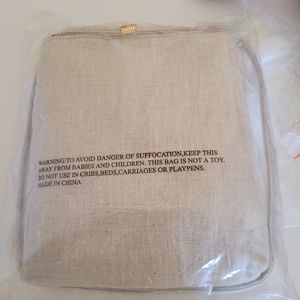 WARNING:TO AVOID DANGER OF SUFFOCATION,KEEP THIS
AWAY FROM BABIES AND CHILDREN. THIS BAG IS NOT A TOY.
DO NOT USE IN CRIBS,BEDS,CARRIAGES OR PLAYPENS.
MADE IN CHINA